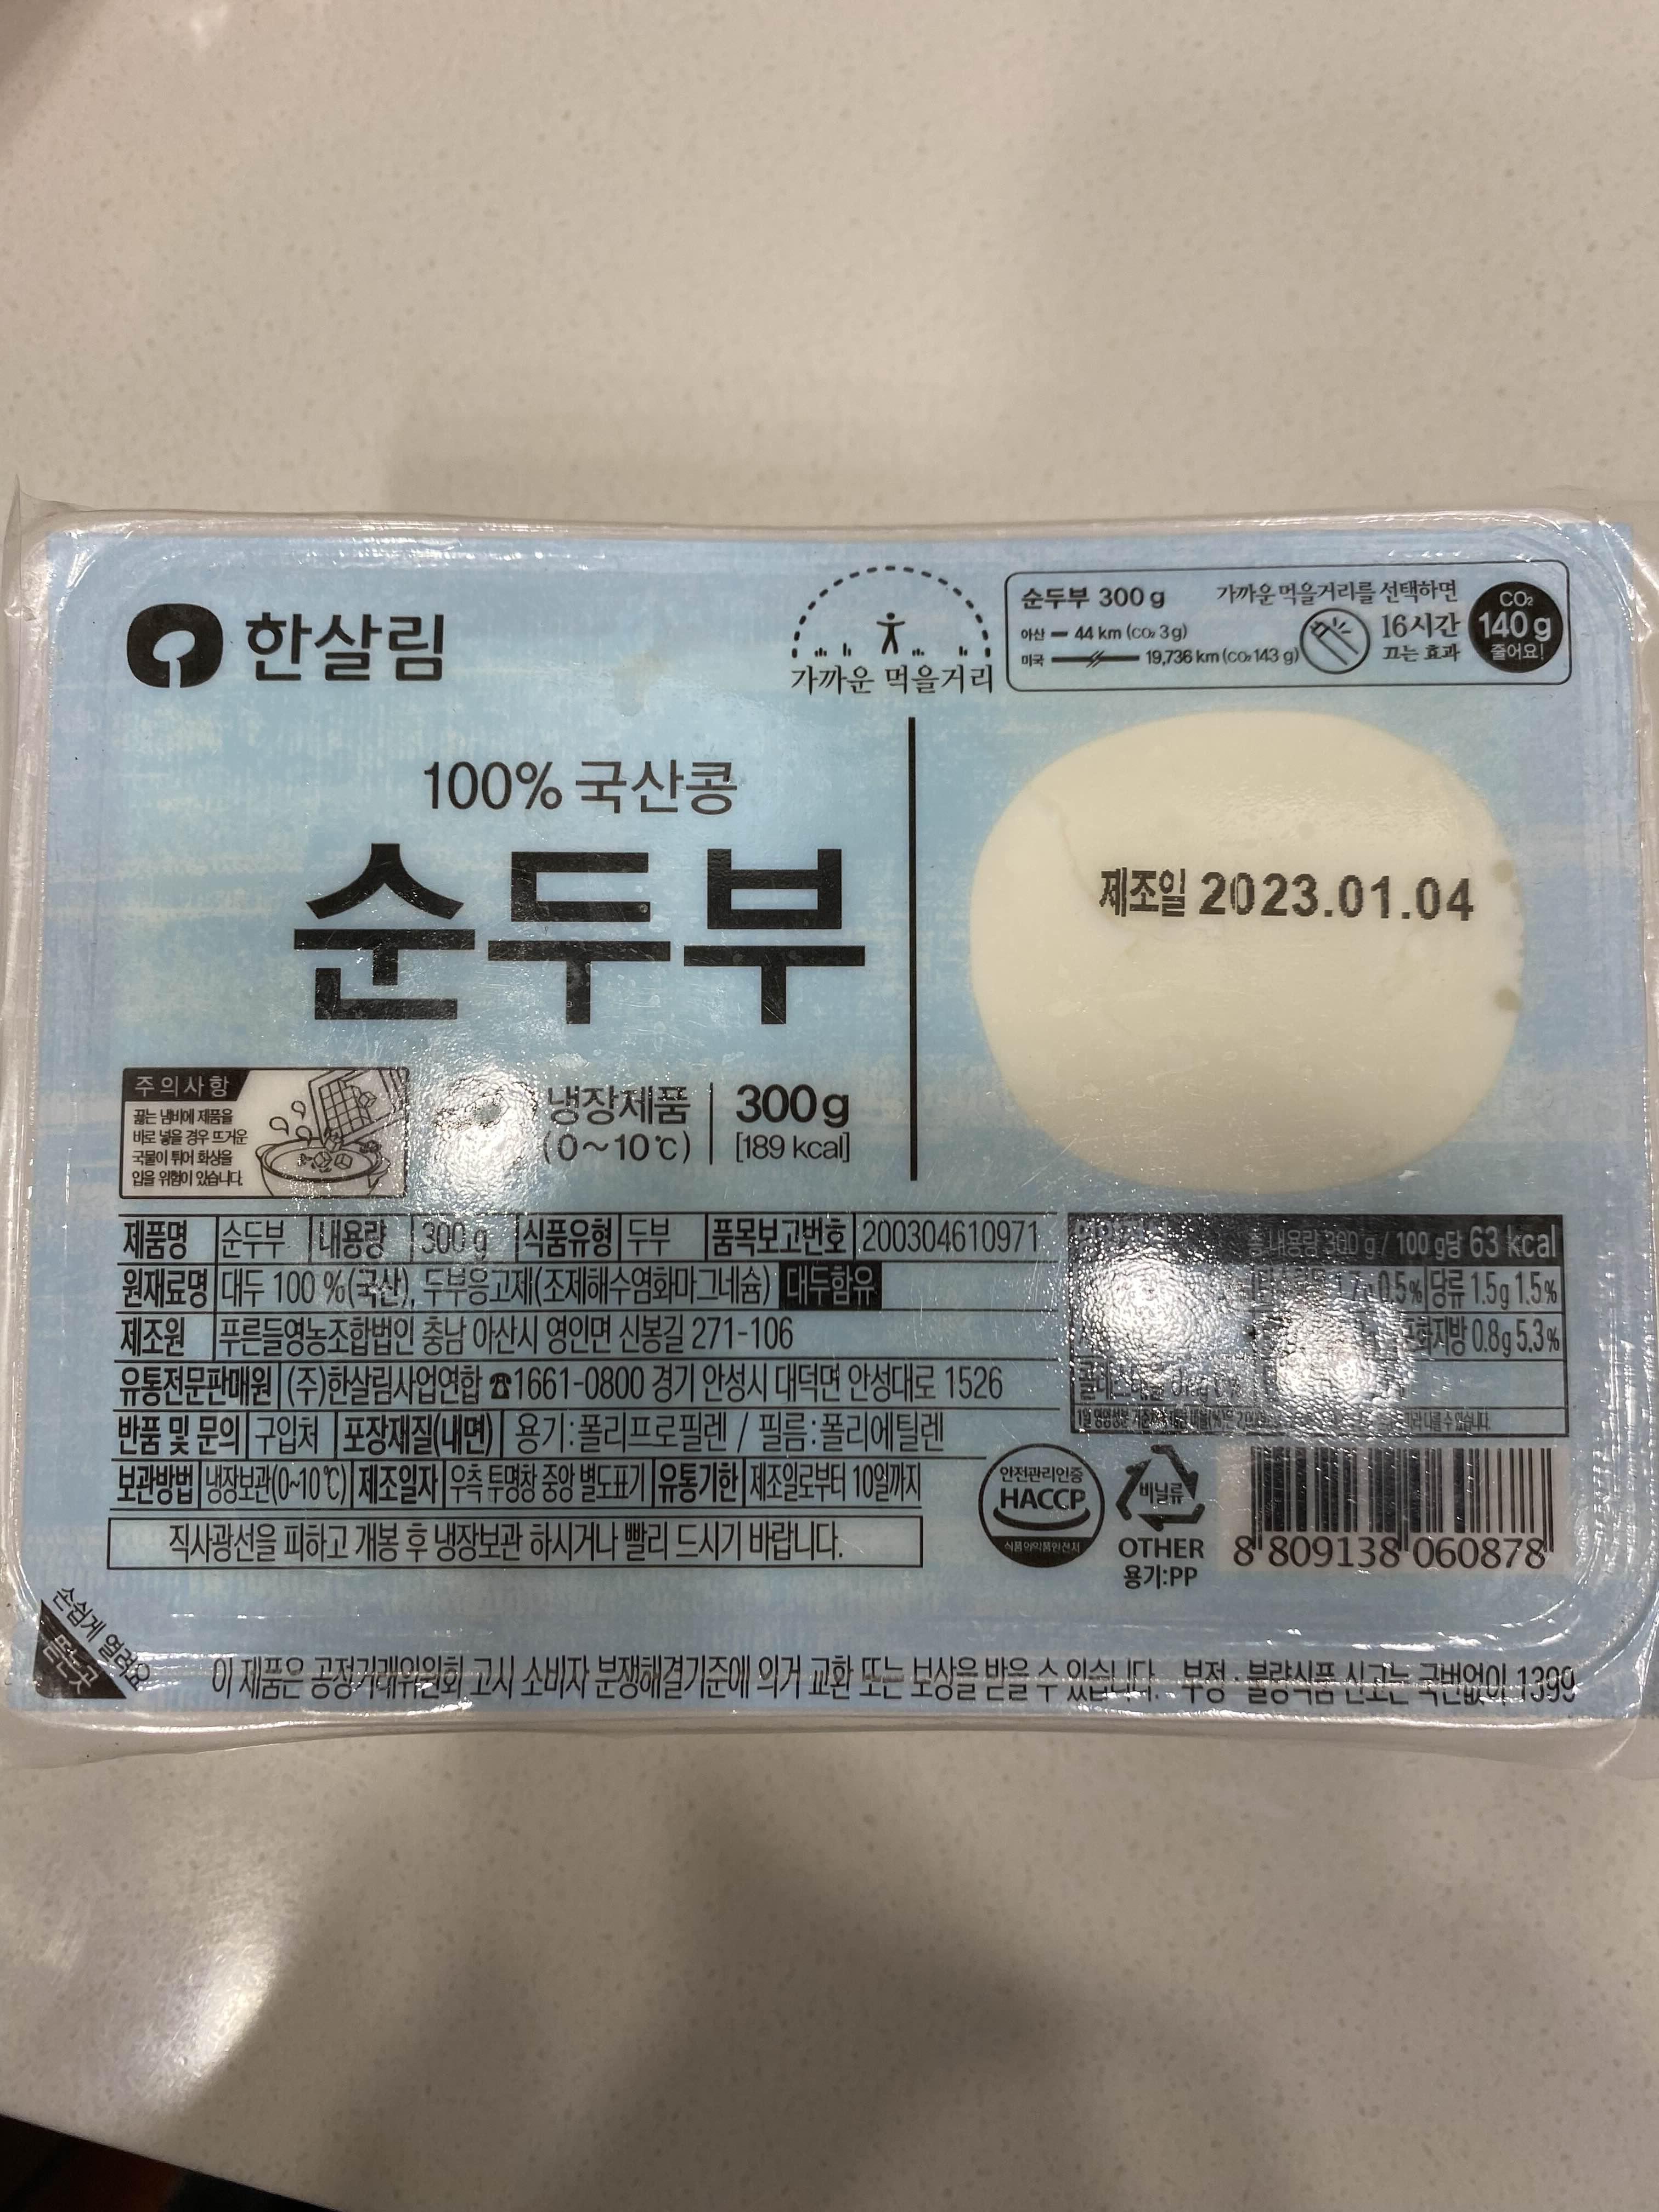 한살림
가까운 먹을거리
순두부 300 g 가까운 먹을거리를 선택하면
아산 44 km (CO₂ 3 g)
미국 19,736 km (CO₂ 143 g)
16시간
끄는 효과
CO₂
140 g
줄어요!
100% 국산콩
순두부
제조일 2023.01.04
주의사항
끓는 냄비에 제품을
바로 넣을 경우 뜨거운
국물이 튀어 화상을
입을 위험이 있습니다.
냉장제품 300g
(0~10℃) [189 kcal]
제품명 순두부 내용량 300 g 식품유형 두부 품목보고번호 200304610971
원재료명 대두 100 %(국산), 두부응고제(조제해수염화마그네슘) 대두함유
제조원 푸른들영농조합법인 충남 아산시 영인면 신봉길 271-106
유통전문판매원 (주)한살림사업연합 ☎1661-0800 경기 안성시 대덕면 안성대로 1526
반품 및 문의 구입처 포장재질(내면) 용기:폴리프로필렌 / 필름:폴리에틸렌
보관방법 냉장보관(0~10℃) 제조일자 우측 투명창 중앙 별도표기 유통기한 제조일로부터 10일까지
직사광선을 피하고 개봉 후 냉장보관 하시거나 빨리 드시기 바랍니다.
총 내용량 300 g / 100 g당 63 kcal
0.5% 당류 1.5g 1.5%
포화지방 0.8g 5.3%
안전관리인증
HACCP
식품의약품안전처
비닐류
OTHER
용기:PP
8 809138 060878
손쉽게 열려요
뜯는곳
이 제품은 공정거래위원회 고시 소비자 분쟁해결기준에 의거 교환 또는 보상을 받을 수 있습니다. 부정·불량식품 신고는 국번없이 1399